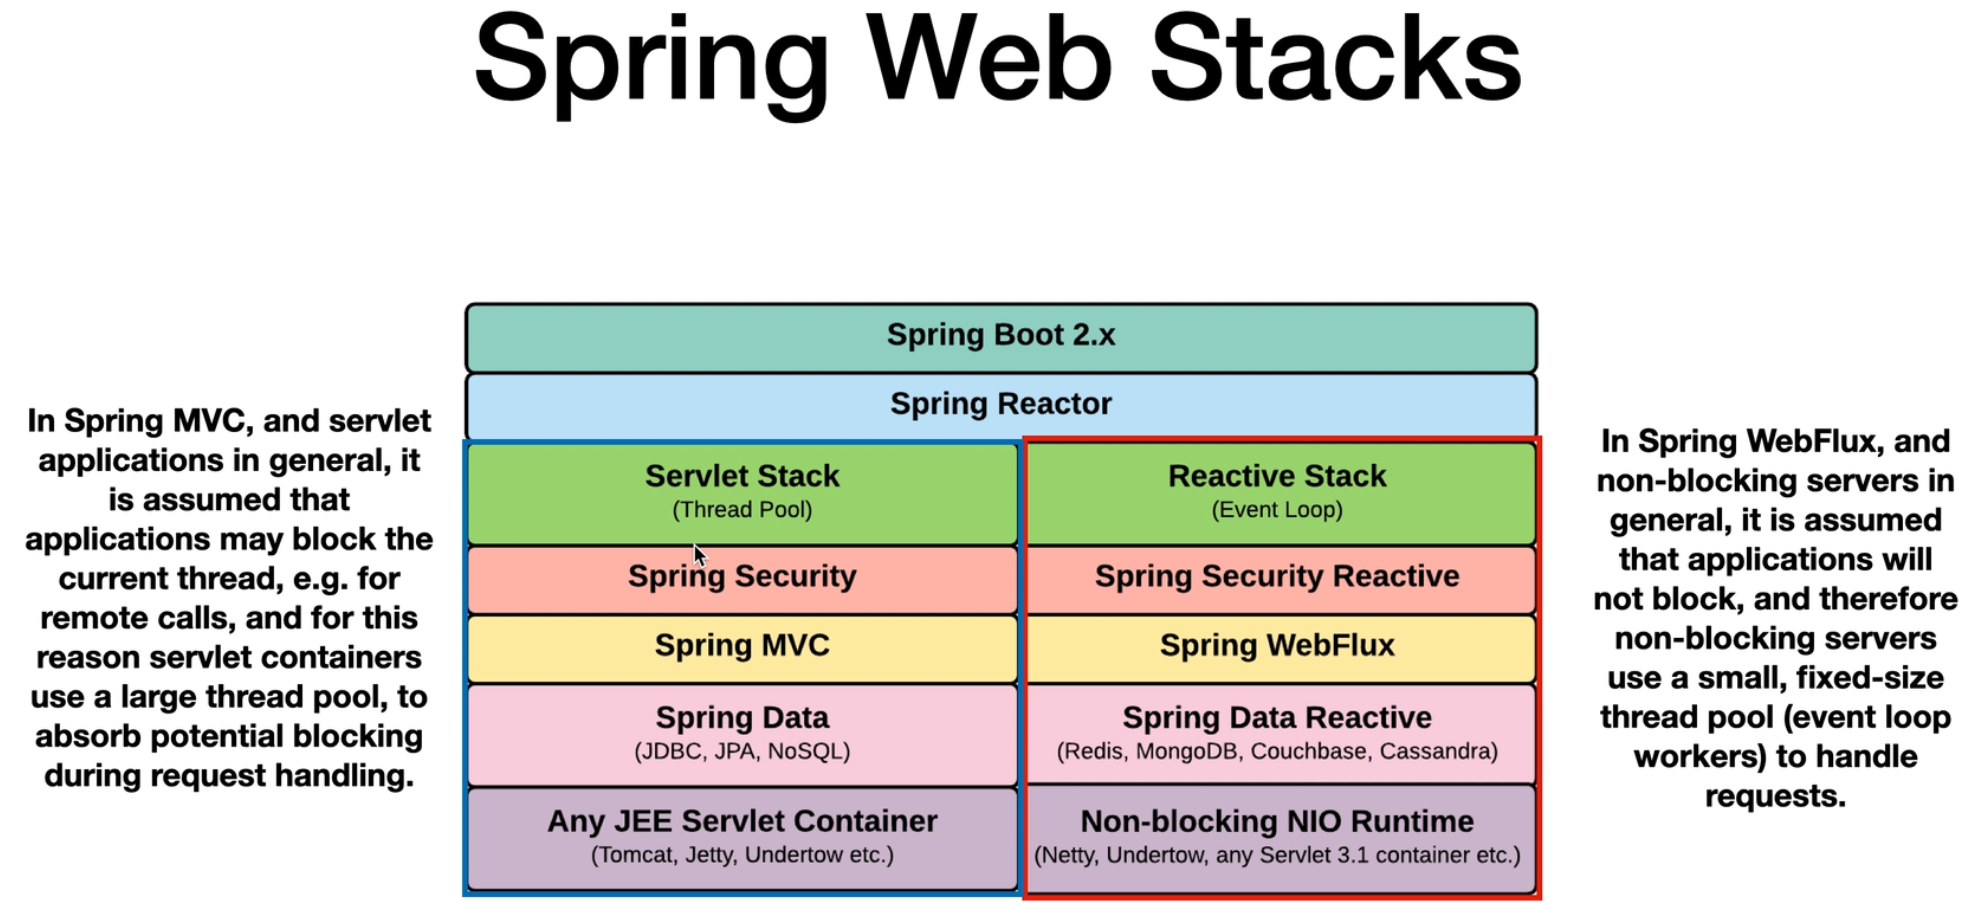 Spring Web Stacks
In Spring MVC, and servlet
applications in general, it
is assumed that
applications may block the
current thread, e.g. for
remote calls, and for this
reason servlet containers
use a large thread pool, to
absorb potential blocking
during request handling.
Spring Boot 2.x
Spring Reactor
Servlet Stack
(Thread Pool)
Spring Security
Spring MVC
Spring Data
(JDBC, JPA, NoSQL)
Any JEE Servlet Container
(Tomcat, Jetty, Undertow etc.)
Reactive Stack
(Event Loop)
Spring Security Reactive
Spring WebFlux
Spring Data Reactive
(Redis, MongoDB, Couchbase, Cassandra)
Non-blocking NIO Runtime
(Netty, Undertow, any Servlet 3.1 container etc.)
In Spring WebFlux, and
non-blocking servers in
general, it is assumed
that applications will
not block, and therefore
non-blocking servers
use a small, fixed-size
thread pool (event loop
workers) to handle
requests.